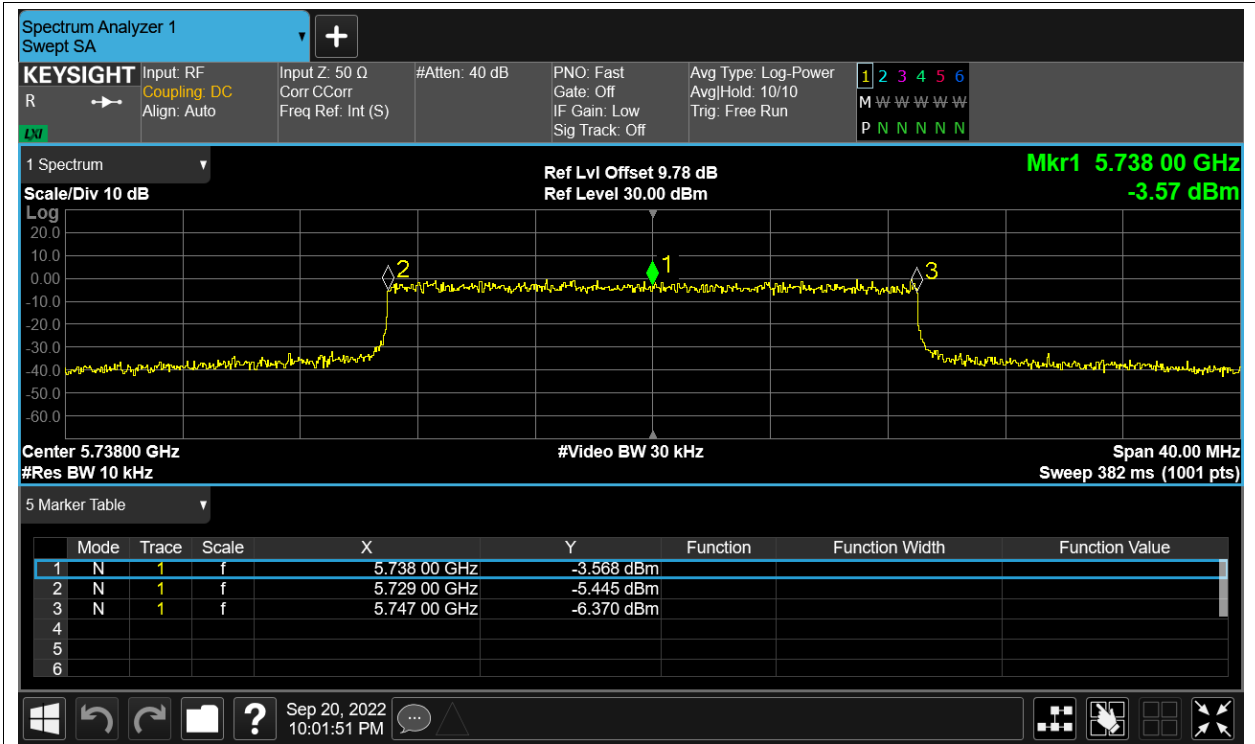 Spectrum Analyzer 1
Swept SA
+
KEYSIGHT Input: RF Input Z: 50 Ω #Atten: 40 dB PNO: Fast Avg Type: Log-Power 1 2 3 4 5 6
R Coupling: DC Corr CCorr Gate: Off Avg|Hold: 10/10 M W W W W W
Align: Auto Freq Ref: Int (S) IF Gain: Low Trig: Free Run
LXI Sig Track: Off P N N N N N
1 Spectrum Ref Lvl Offset 9.78 dB Mkr1 5.738 00 GHz
Scale/Div 10 dB Ref Level 30.00 dBm -3.57 dBm
Log
20.0
10.0
0.00
-10.0
-20.0
-30.0
-40.0
-50.0
-60.0
2 1 3
Center 5.73800 GHz #Video BW 30 kHz Span 40.00 MHz
#Res BW 10 kHz Sweep 382 ms (1001 pts)
5 Marker Table
Mode Trace Scale X Y Function Function Width Function Value
1 N 1 f 5.738 00 GHz -3.568 dBm
2 N 1 f 5.729 00 GHz -5.445 dBm
3 N 1 f 5.747 00 GHz -6.370 dBm
4
5
6
? Sep 20, 2022
10:01:51 PM